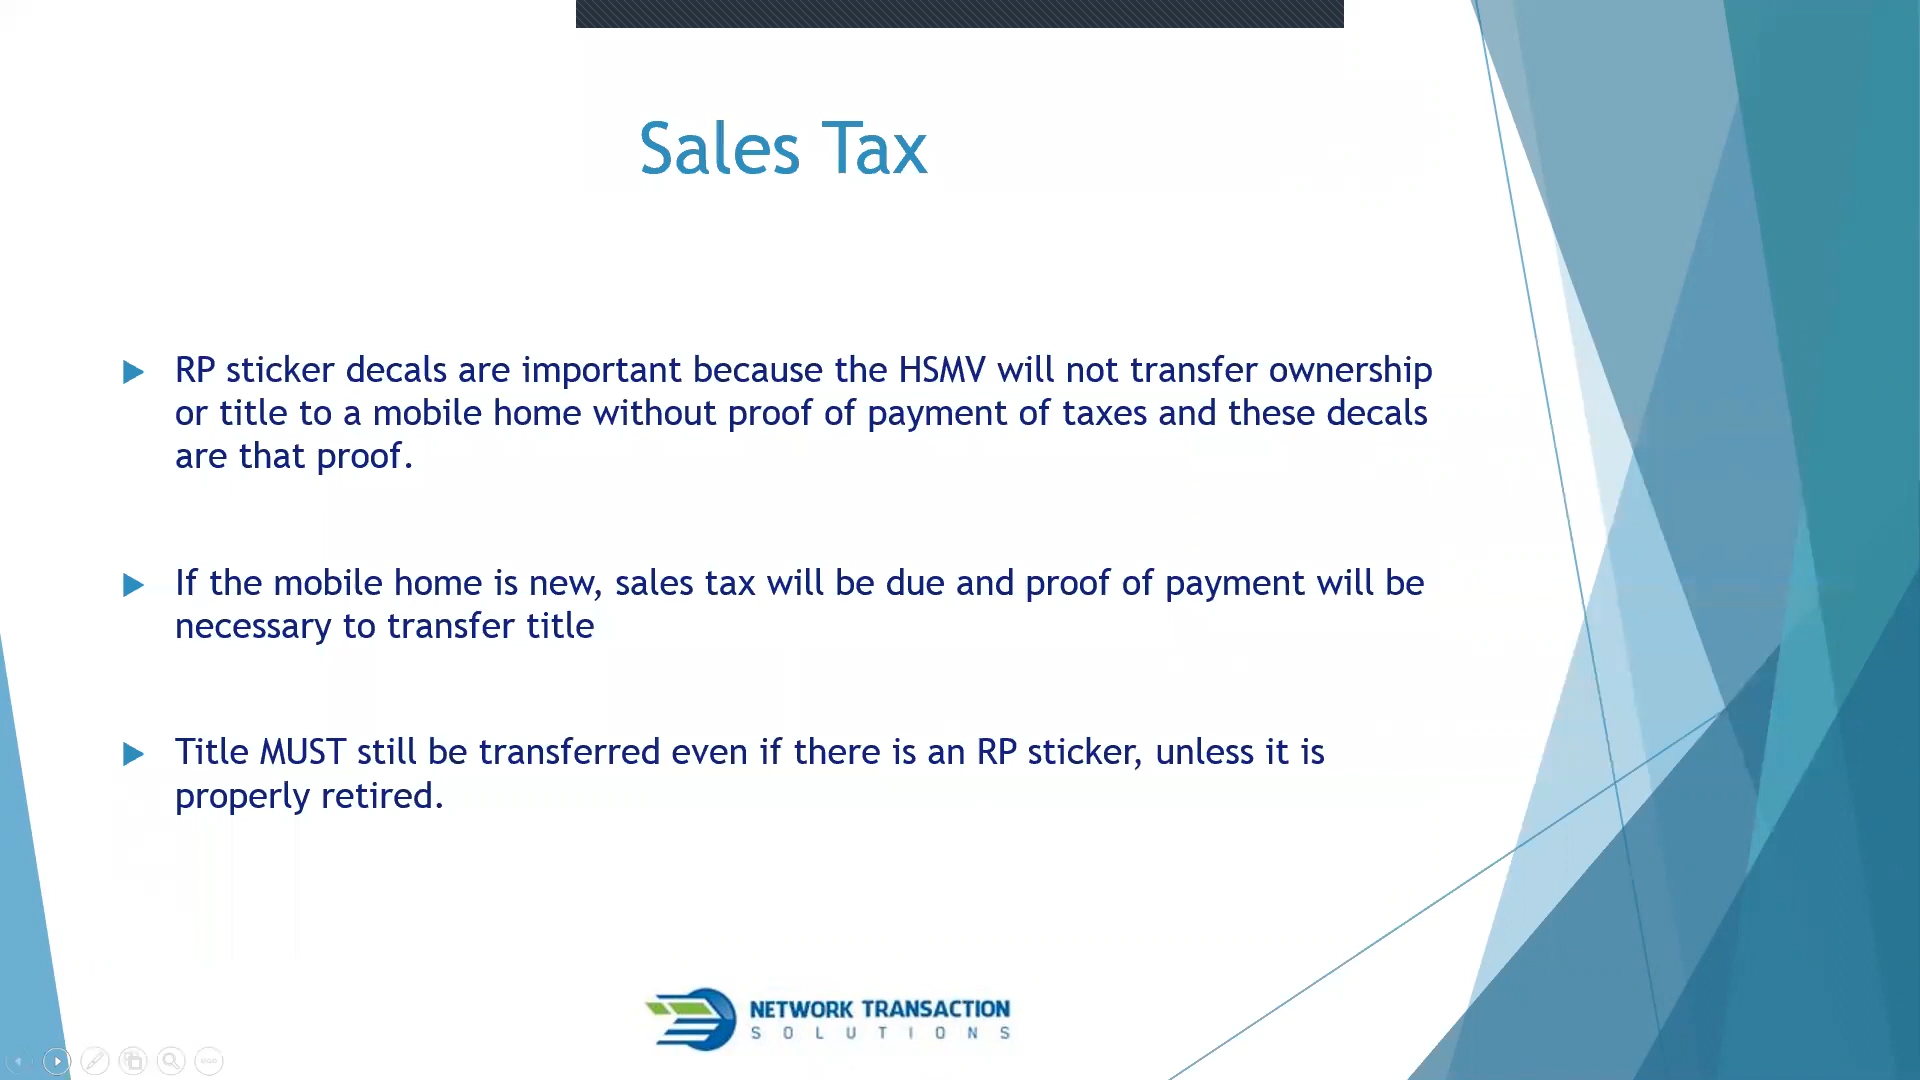 Sales Tax
RP sticker decals are important because the HSMV will not transfer ownership
or title to a mobile home without proof of payment of taxes and these decals
are that proof.
If the mobile home is new, sales tax will be due and proof of payment will be
necessary to transfer title
Title MUST still be transferred even if there is an RP sticker, unless it is
properly retired.
NETWORK TRANSACTION
SOLUTIONS